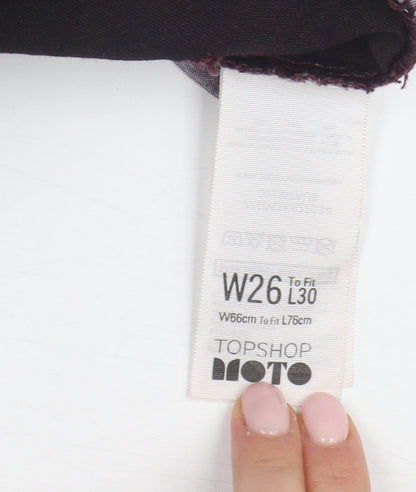 W26 To Fit L30
W66cm To Fit L76cm
TOPSHOP
MOTO